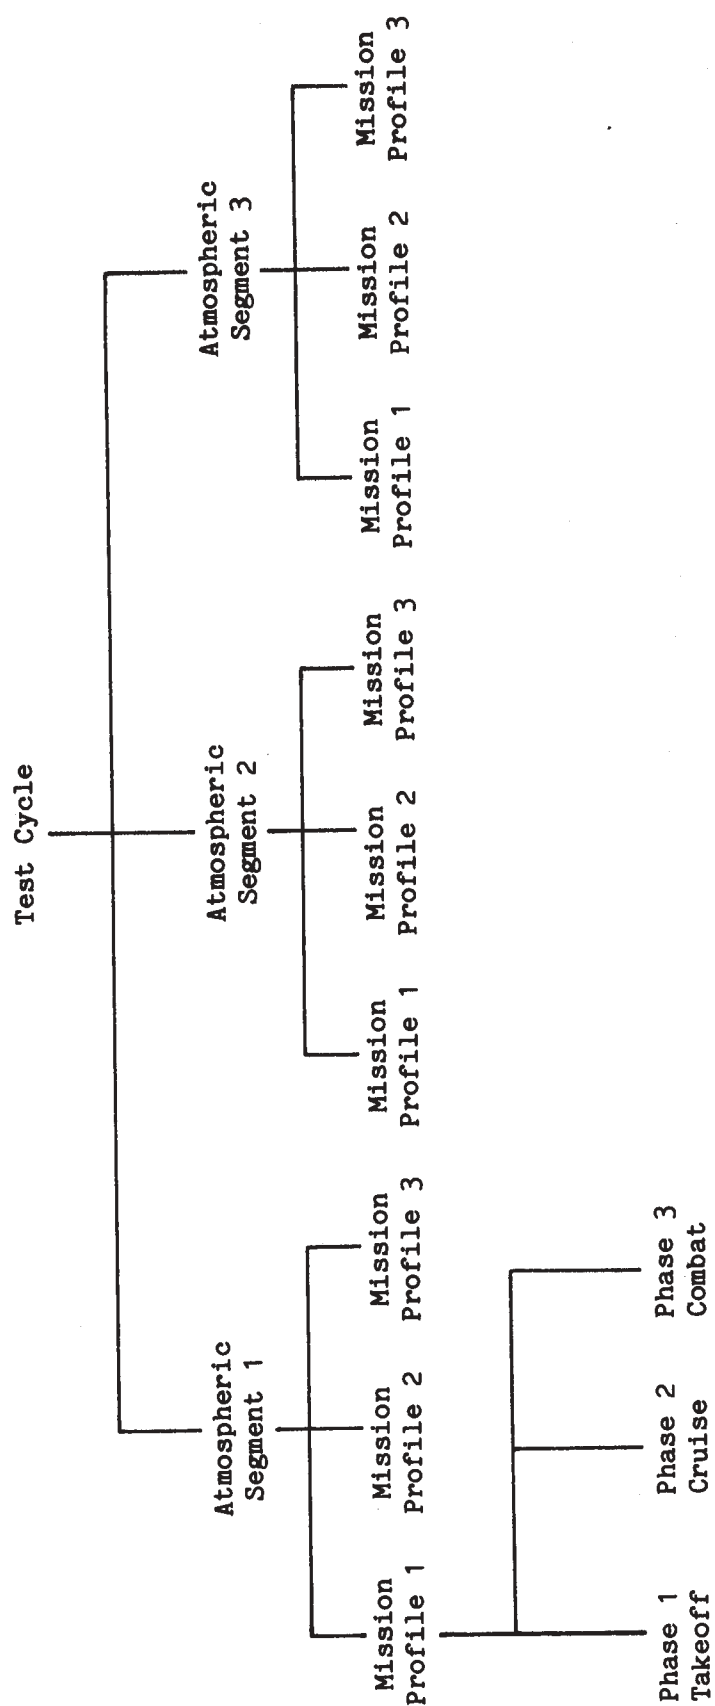 Test Cycle
Atmospheric
Segment 1
Atmospheric
Segment 2
Atmospheric
Segment 3
Mission
Profile 1
Mission
Profile 2
Mission
Profile 3
Mission
Profile 1
Mission
Profile 2
Mission
Profile 3
Mission
Profile 1
Mission
Profile 2
Mission
Profile 3
Phase 1
Takeoff
Phase 2
Cruise
Phase 3
Combat